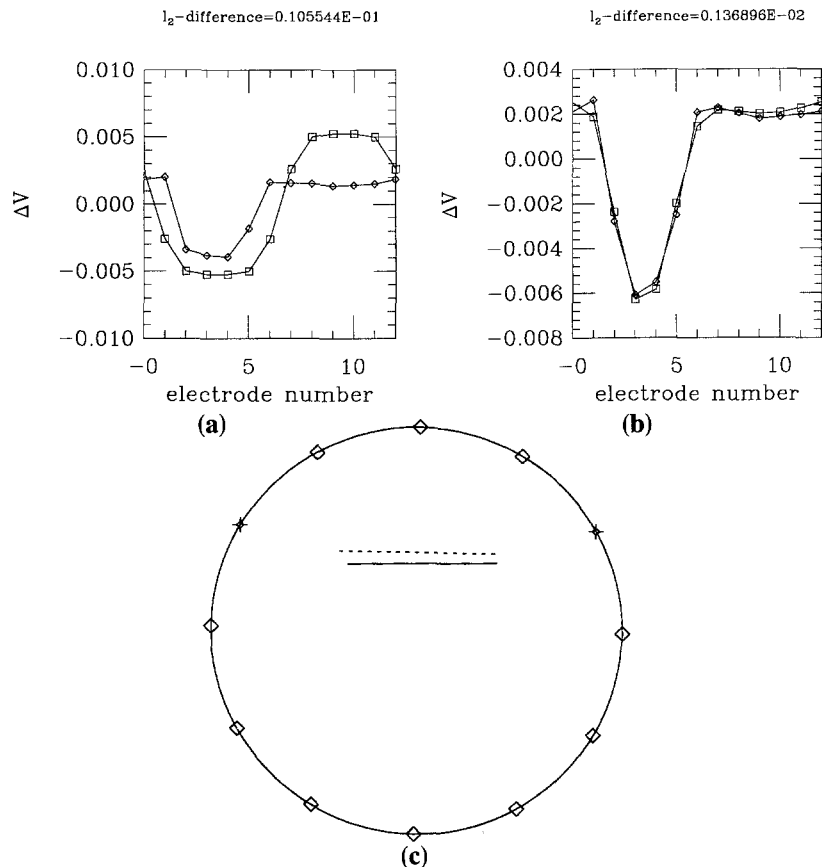 l₂-difference=0.105544E-01
l₂-difference=0.136896E-02
0.010
0.005
0.000
−0.005
−0.010
ΔV
−0 5 10
electrode number
(a)
0.004
0.002
0.000
−0.002
−0.004
−0.006
−0.008
ΔV
−0 5 10
electrode number
(b)
(c)